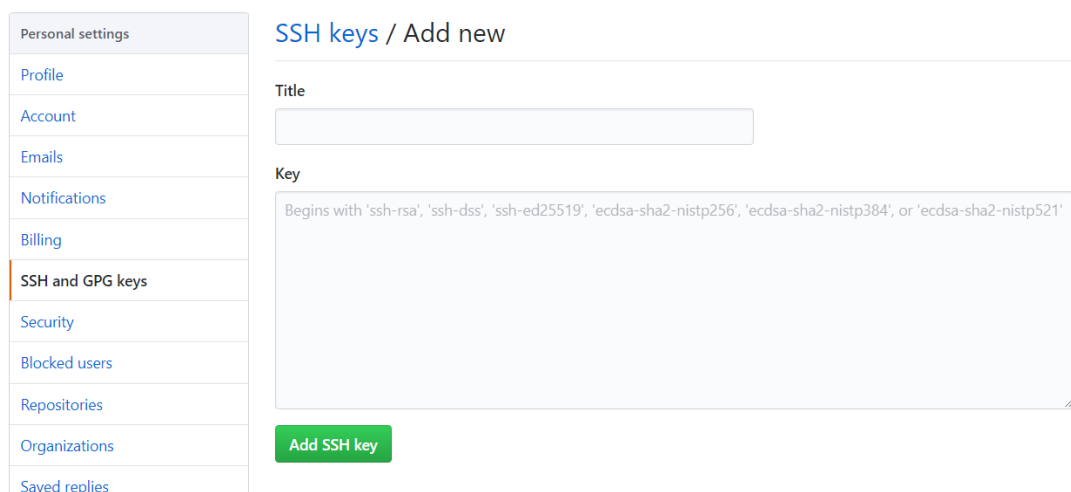 Personal settings
Profile
Account
Emails
Notifications
Billing
SSH and GPG keys
Security
Blocked users
Repositories
Organizations
Saved replies
SSH keys / Add new
Title
Key
Begins with 'ssh-rsa', 'ssh-dss', 'ssh-ed25519', 'ecdsa-sha2-nistp256', 'ecdsa-sha2-nistp384', or 'ecdsa-sha2-nistp521'
Add SSH key